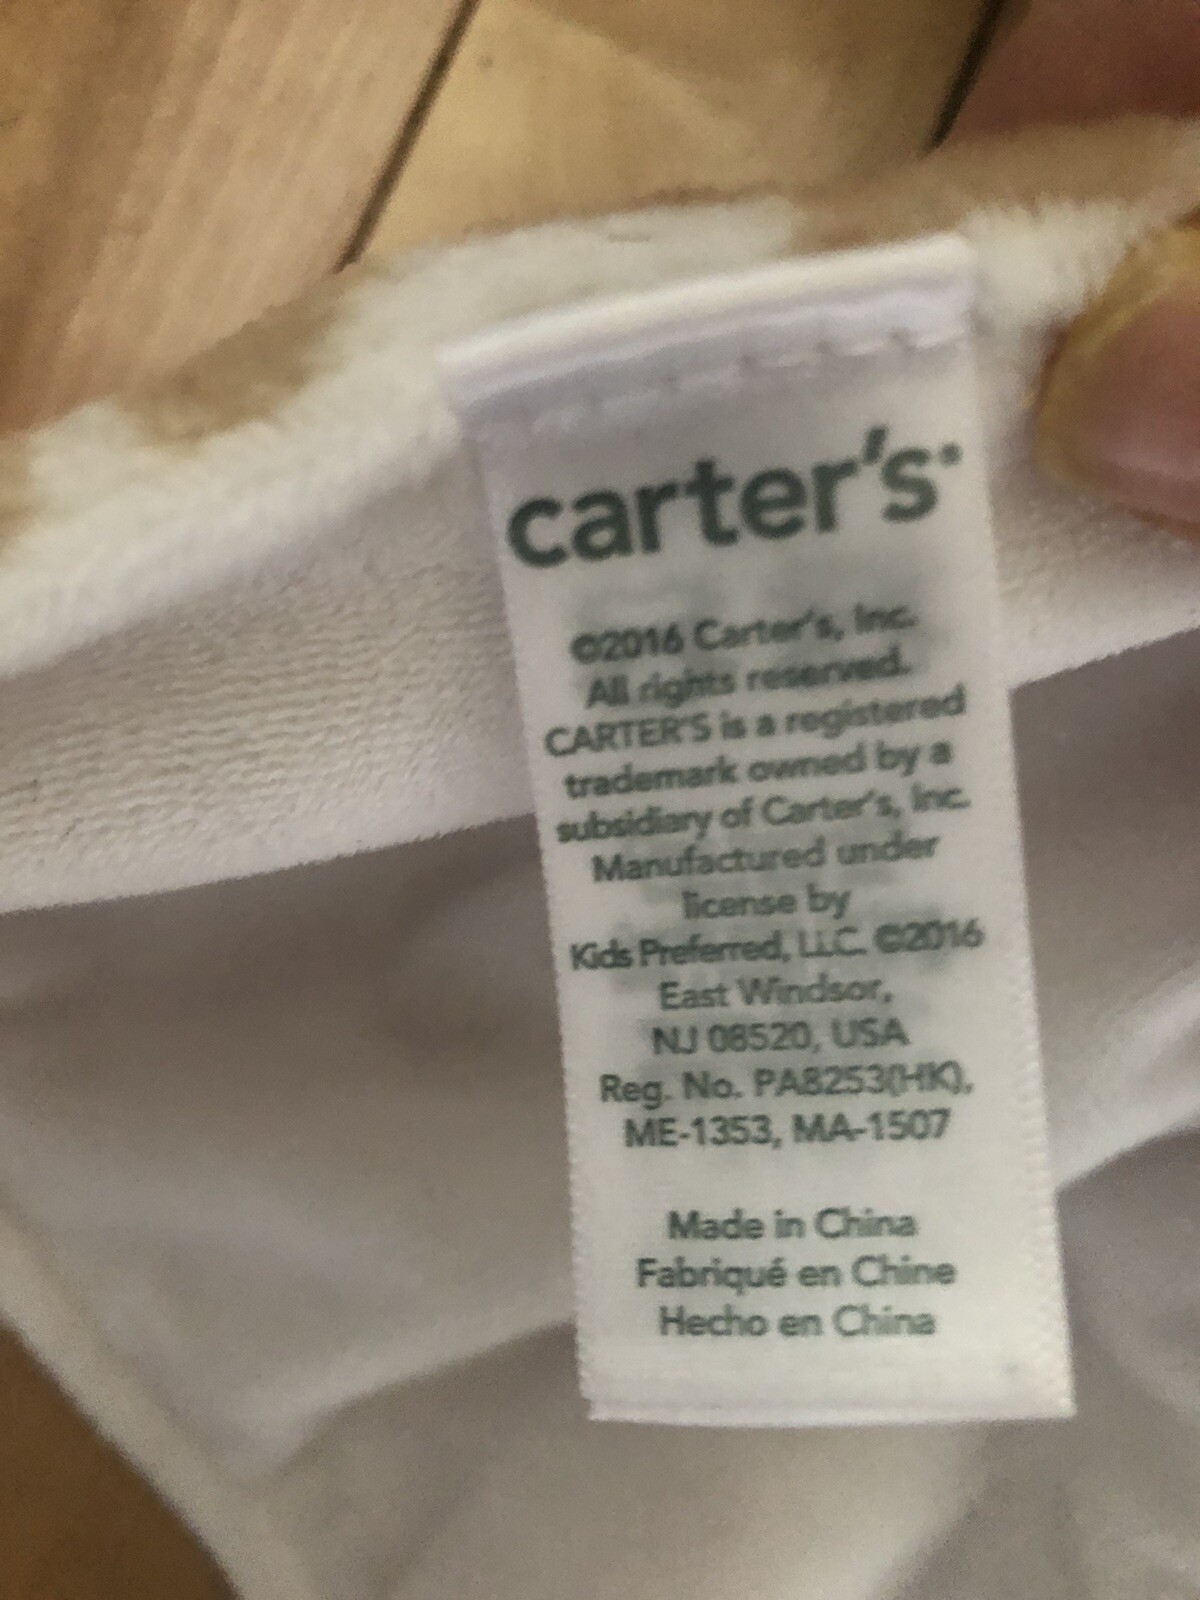 carter's
©2016 Carter's, Inc.
All rights reserved.
CARTER'S is a registered
trademark owned by a
subsidiary of Carter's, Inc.
Manufactured under
license by
Kids Preferred, LLC. ©2016
East Windsor,
NJ 08520, USA
Reg. No. PA8253(HK),
ME-1353, MA-1507
Made in China
Fabriqué en Chine
Hecho en China